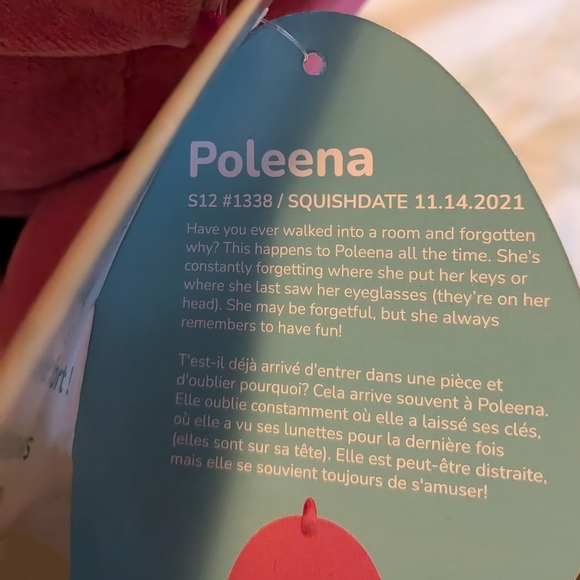 Poleena
S12 #1338 / SQUISHDATE 11.14.2021
Have you ever walked into a room and forgotten
why? This happens to Poleena all the time. She's
constantly forgetting where she put her keys or
where she last saw her eyeglasses (they're on her
head). She may be forgetful, but she always
remembers to have fun!
T'est-il déjà arrivé d'entrer dans une pièce et
d'oublier pourquoi? Cela arrive souvent à Poleena.
Elle oublie constamment où elle a laissé ses clés,
où elle a vu ses lunettes pour la dernière fois
(elles sont sur sa tête). Elle est peut-être distraite,
mais elle se souvient toujours de s'amuser!